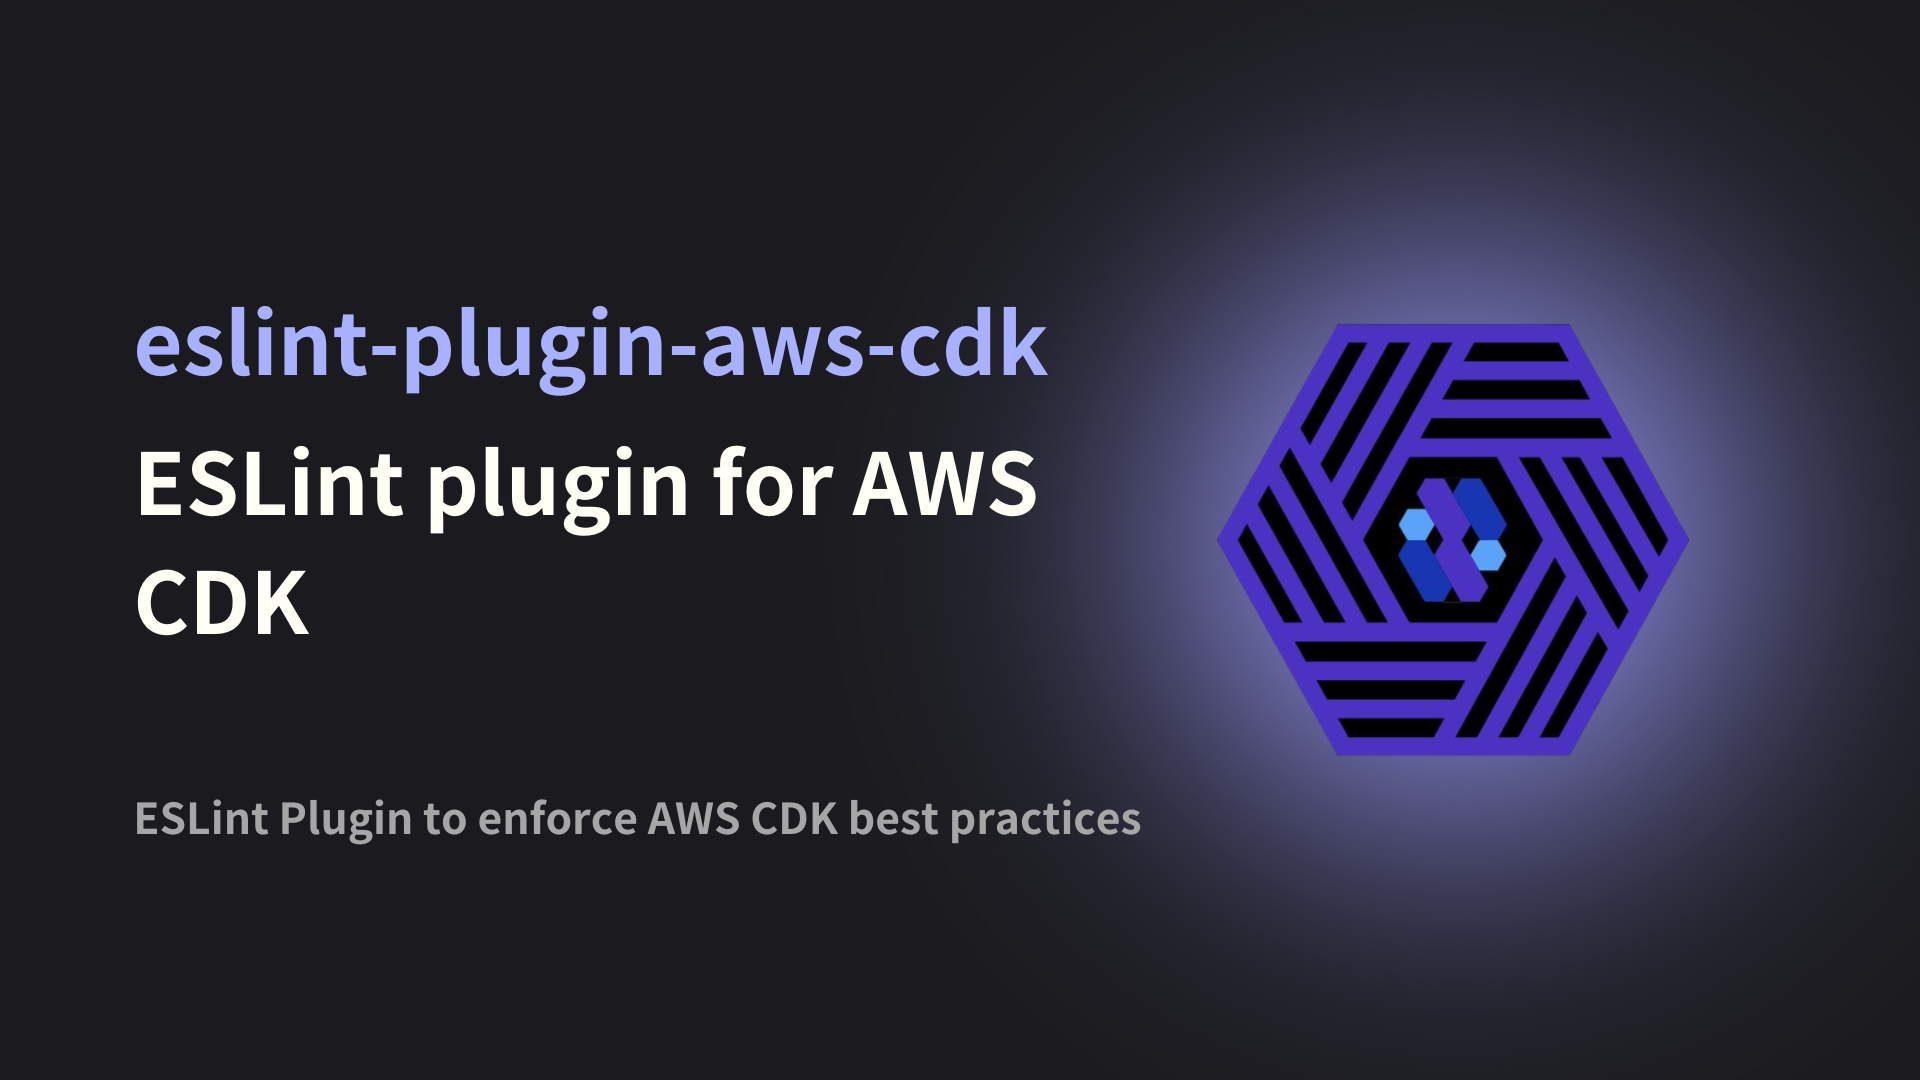 eslint-plugin-aws-cdk
ESLint plugin for AWS
CDK
ESLint Plugin to enforce AWS CDK best practices